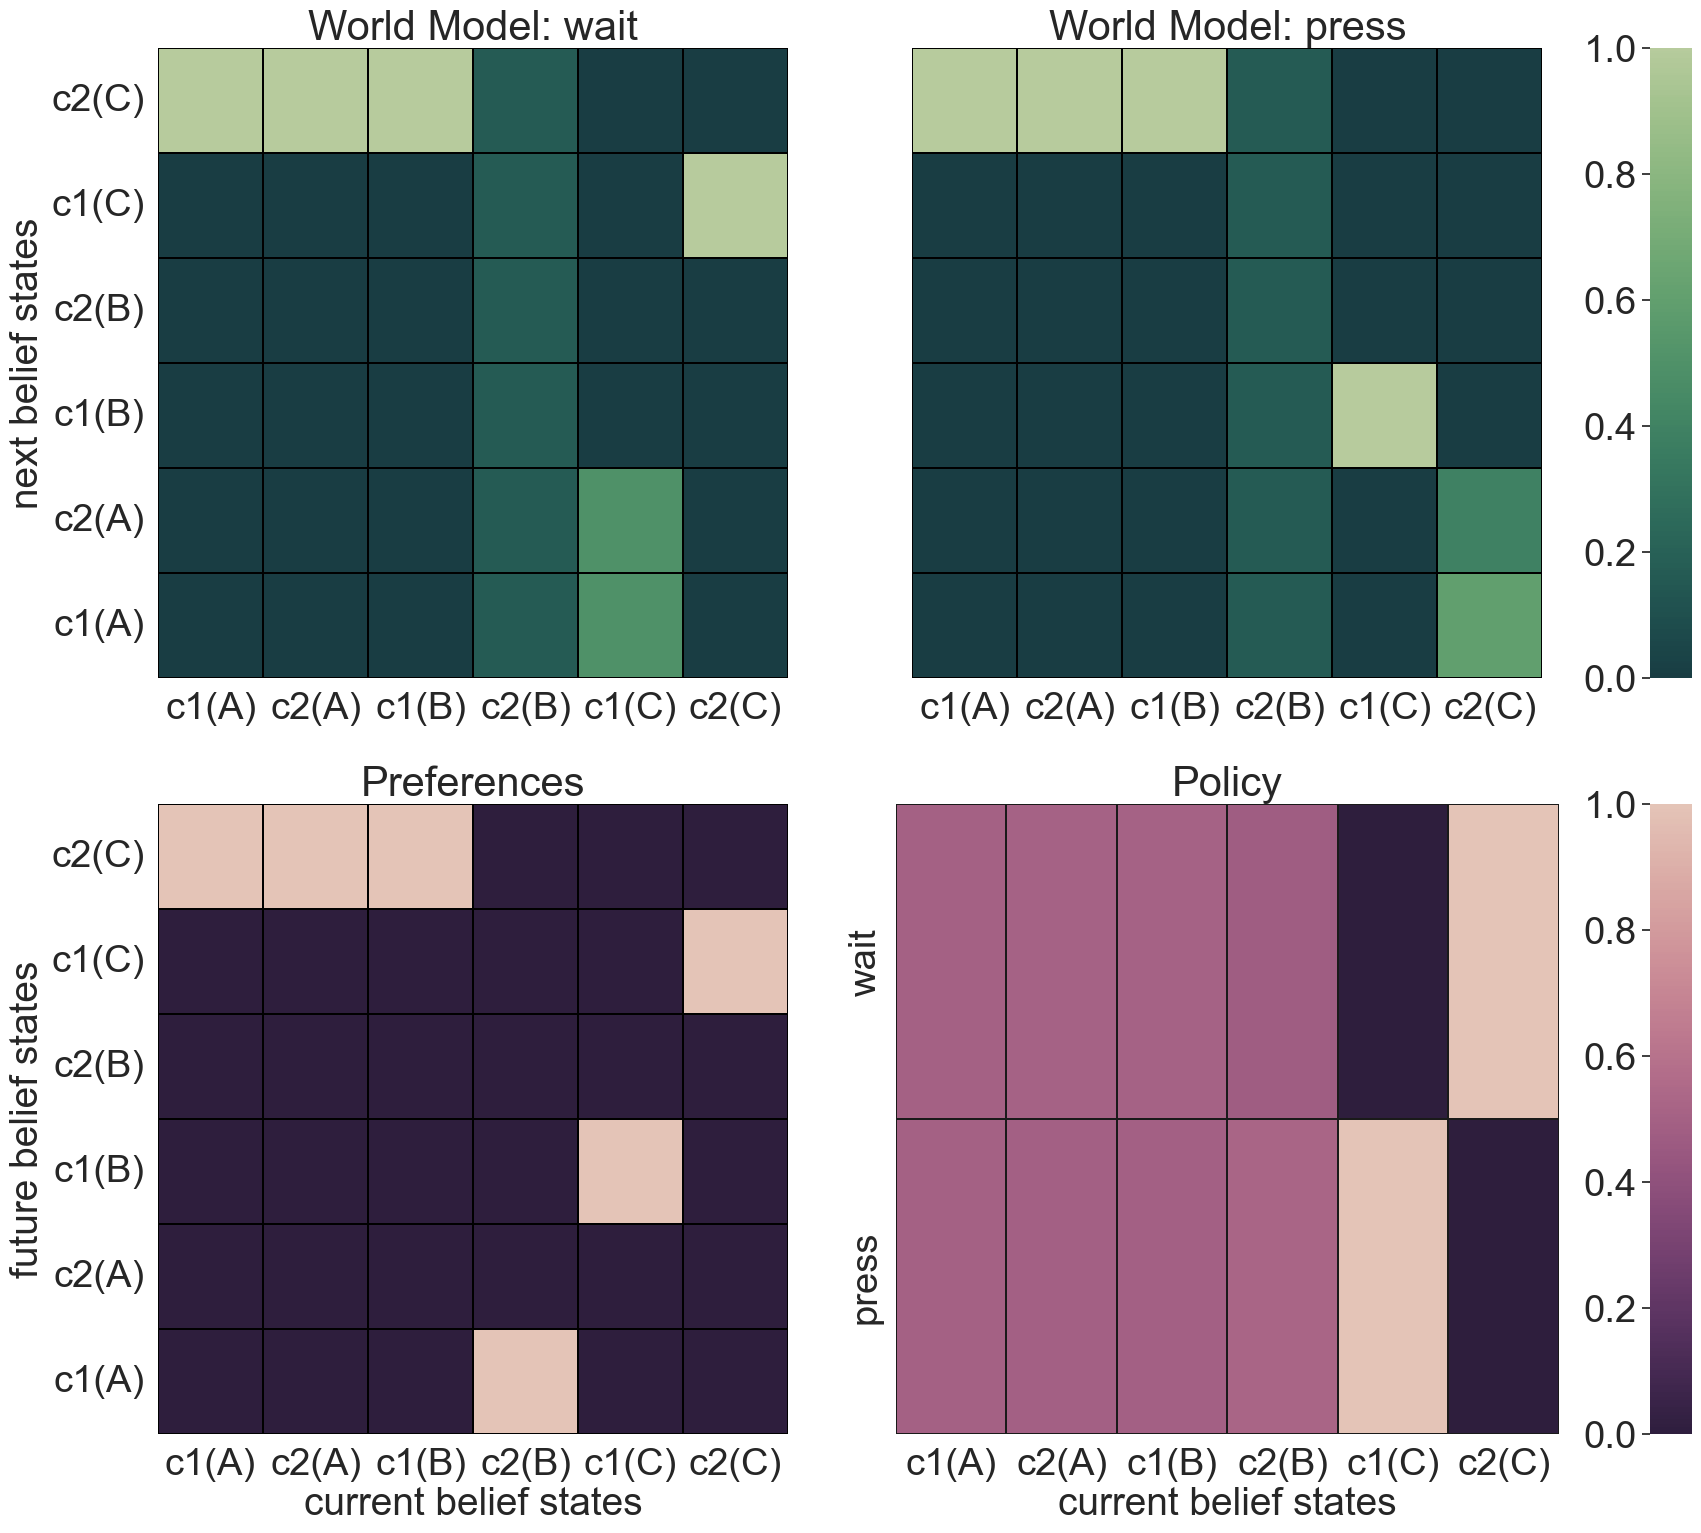 World Model: wait
World Model: press
next belief states
c2(C)
c1(C)
c2(B)
c1(B)
c2(A)
c1(A)
c1(A) c2(A) c1(B) c2(B) c1(C) c2(C)
c1(A) c2(A) c1(B) c2(B) c1(C) c2(C)
1.0
0.8
0.6
0.4
0.2
0.0
Preferences
Policy
future belief states
c2(C)
c1(C)
c2(B)
c1(B)
c2(A)
c1(A)
c1(A) c2(A) c1(B) c2(B) c1(C) c2(C)
current belief states
wait
press
c1(A) c2(A) c1(B) c2(B) c1(C) c2(C)
current belief states
1.0
0.8
0.6
0.4
0.2
0.0